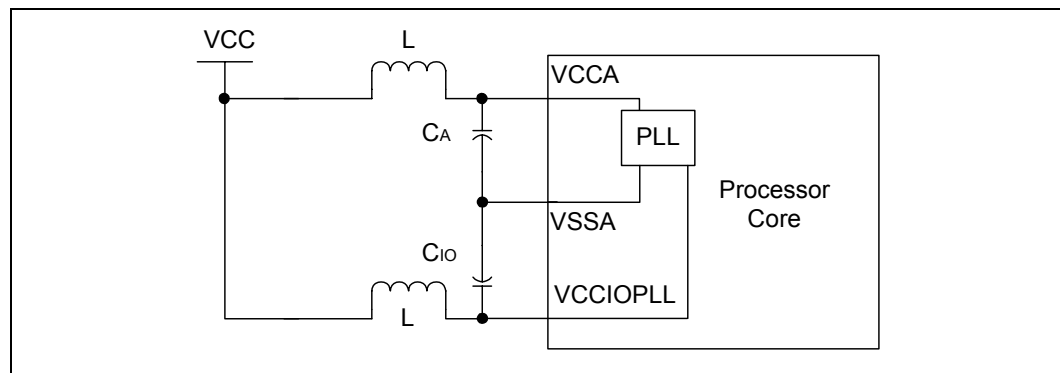 VCC
L
VCCA
CA
PLL
Processor
Core
VSSA
CIO
VCCIOPLL
L